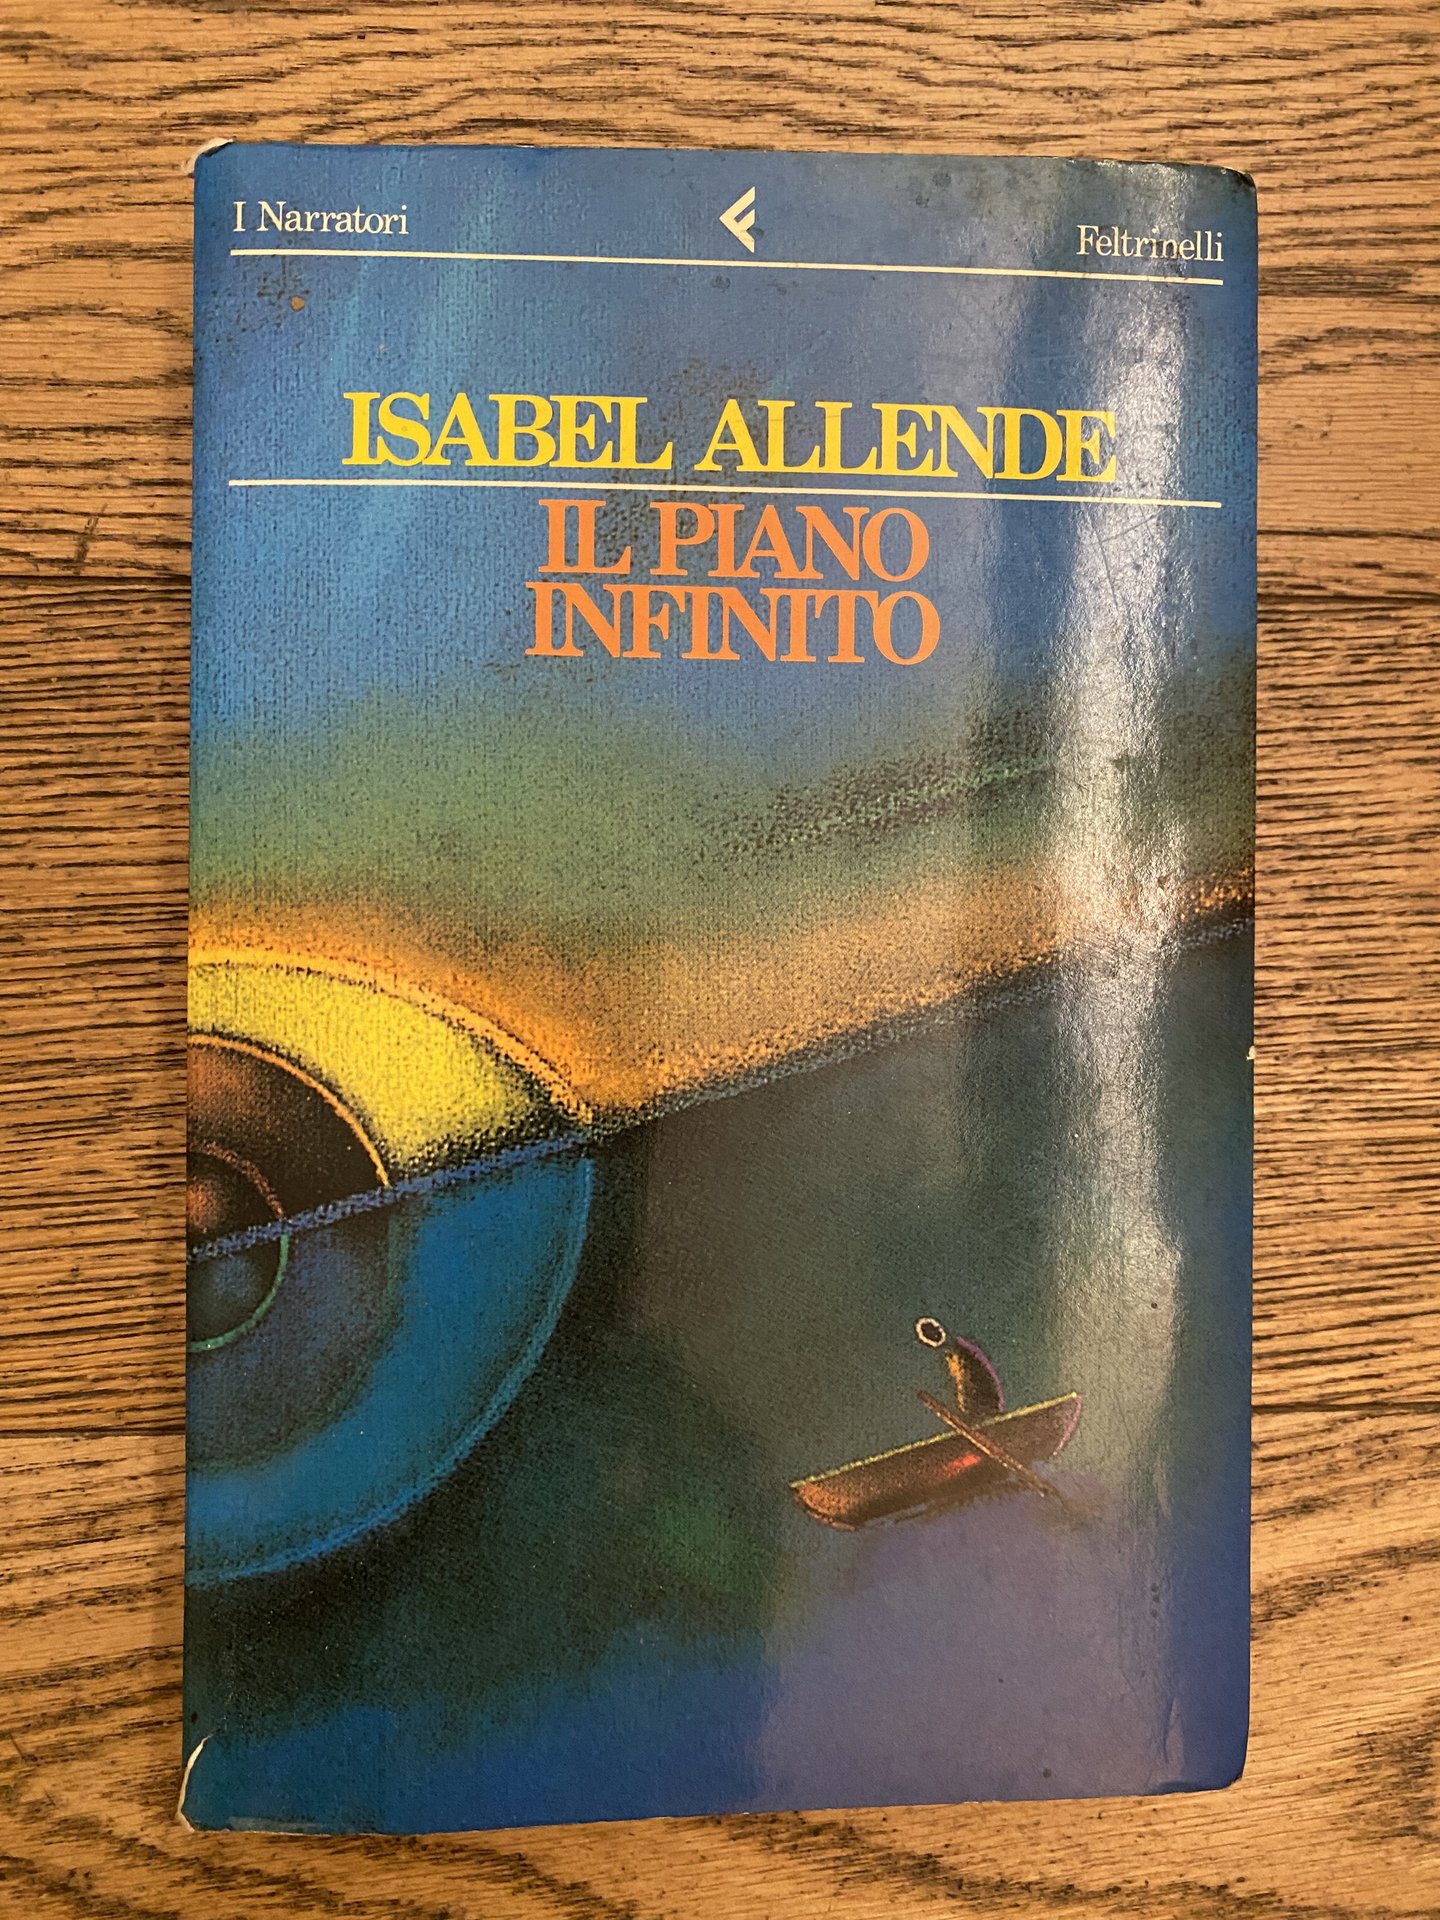 I Narratori
Feltrinelli
ISABEL ALLENDE
IL PIANO
INFINITO